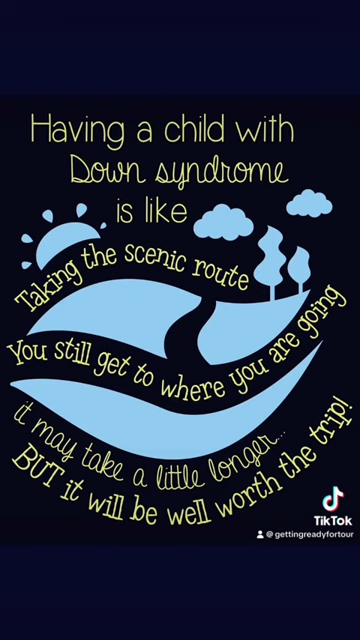 Having a child with
Down syndrome
is like
Taking the scenic route
You still get to where you are going
it may take a little longer...
BUT it will be well worth the trip!
TikTok
@gettingreadyfortour